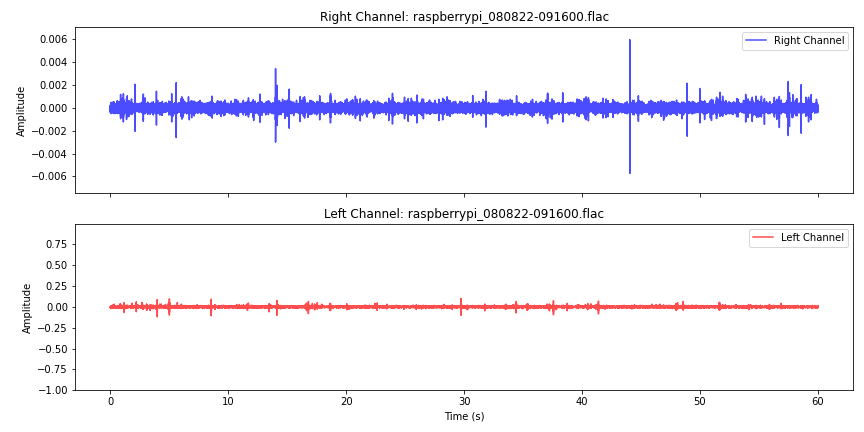 Right Channel: raspberrypi_080822-091600.flac
0.006
0.004
0.002
0.000
−0.002
−0.004
−0.006
Amplitude
Right Channel
Left Channel: raspberrypi_080822-091600.flac
0.75
0.50
0.25
0.00
−0.25
−0.50
−0.75
−1.00
Amplitude
Left Channel
0 10 20 30 40 50 60
Time (s)